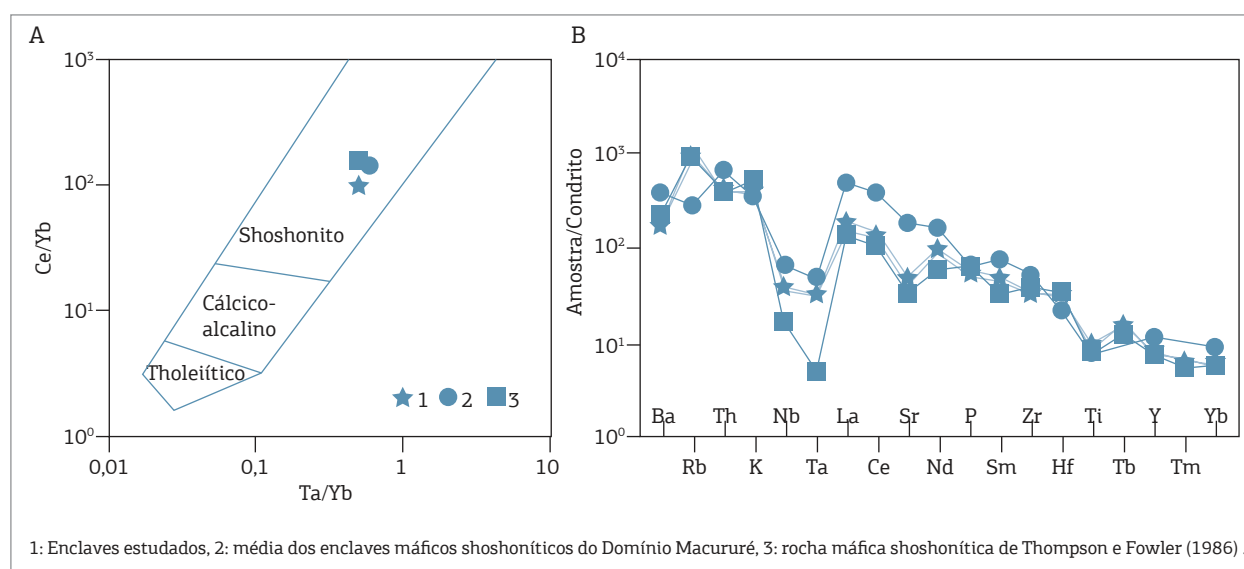 A
10³
10²
10¹
10⁰
Ce/Yb
Shoshonito
Cálcico-
alcalino
Tholeiítico
1 2 3
0,01 0,1 1 10
Ta/Yb
B
10⁴
10³
10²
10¹
10⁰
Amostra/Condrito
Ba Th Nb La Sr P Zr Ti Y Yb
Rb K Ta Ce Nd Sm Hf Tb Tm
1: Enclaves estudados, 2: média dos enclaves máficos shoshoníticos do Domínio Macururé, 3: rocha máfica shoshonítica de Thompson e Fowler (1986) .